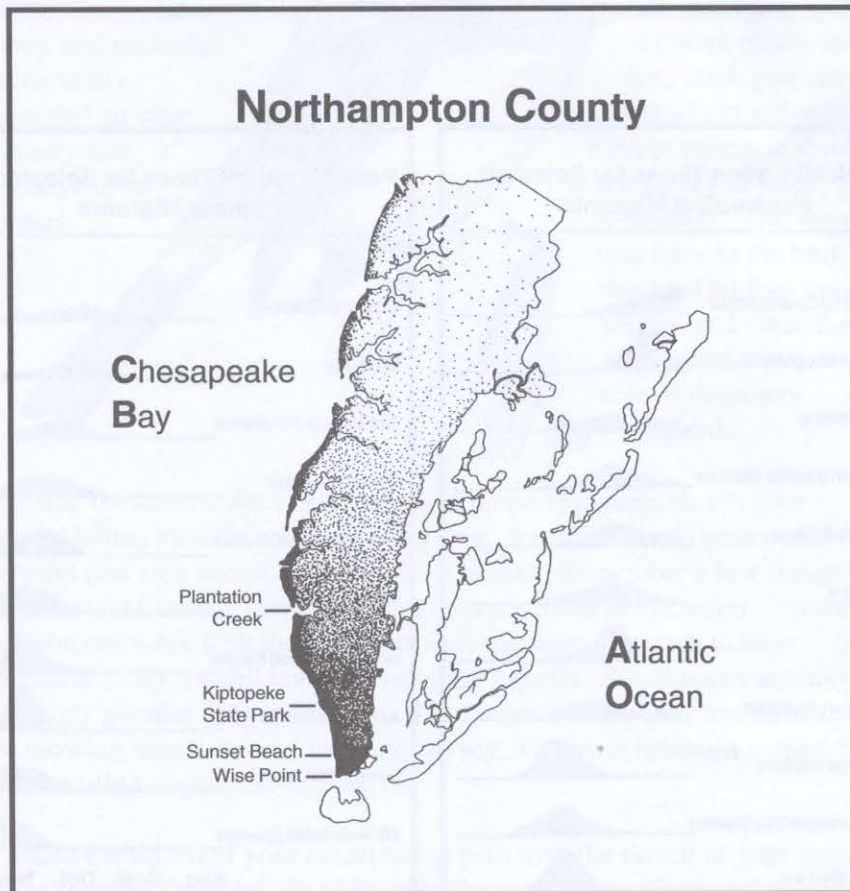 Northampton County
Chesapeake
Bay
Plantation
Creek
Kiptopeke
State Park
Sunset Beach
Wise Point
Atlantic
Ocean